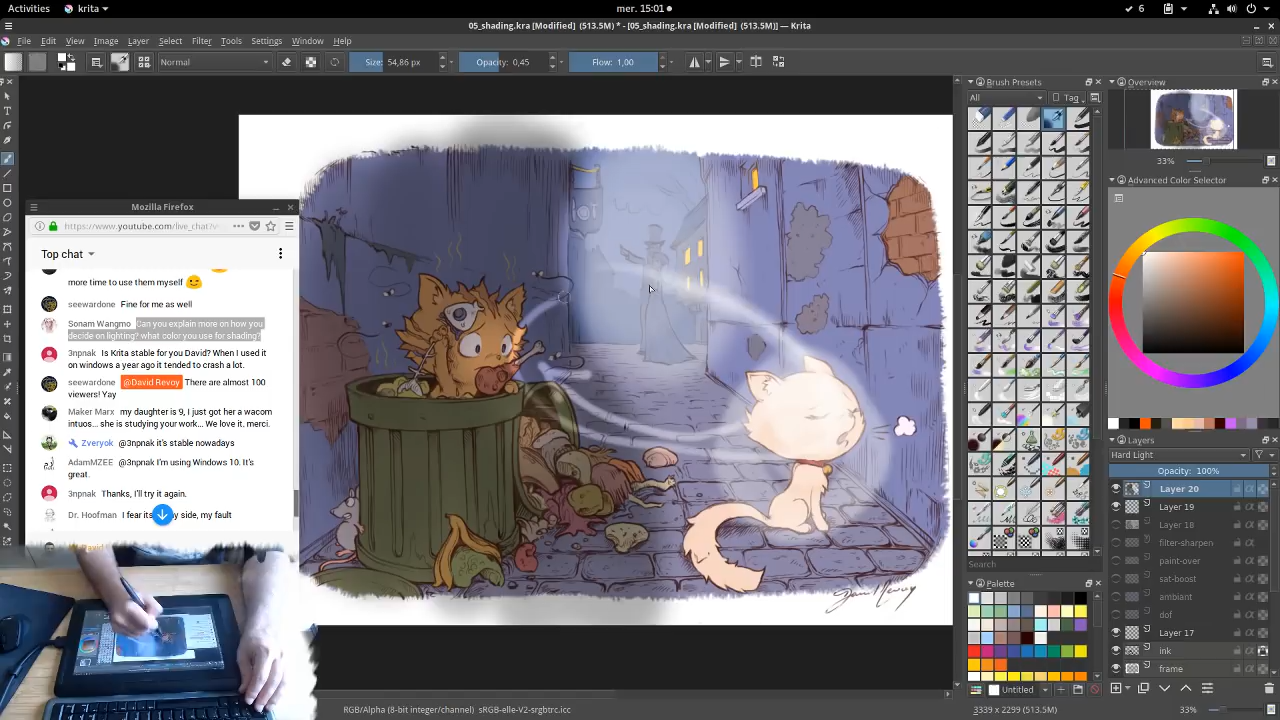 Activities krita mer. 15:01 6
05_shading.kra [Modified] (513.5M) * - [05_shading.kra [Modified] (513.5M)] — Krita
File Edit View Image Layer Select Filter Tools Settings Window Help
Normal Size: 54,86 px Opacity: 0,45 Flow: 1,00
Mozilla Firefox
https://www.youtube.com/live_chat?v
Top chat
more time to use them myself
seewardone Fine for me as well
Sonam Wangmo Can you explain more on how you
decide on lighting? what color you use for shading?
3npnak Is Krita stable for you David? When I used it
on windows a year ago it tended to crash a lot.
seewardone @David Revoy There are almost 100
viewers! Yay
Maker Marx my daughter is 9, I just got her a wacom
intuos... she is studying your work... We love it. merci.
Zveryok @3npnak it's stable nowadays
AdamMZEE @3npnak I'm using Windows 10. It's
great.
3npnak Thanks, I'll try it again.
Dr. Hoofman I fear its my side, my fault
David Revoy
Brush Presets
All Tag
Search
Palette
Untitled
Overview
33%
Advanced Color Selector
Layers
Hard Light
Opacity: 100%
Layer 20
Layer 19
Layer 18
filter-sharpen
paint-over
sat-boost
ambiant
dof
Layer 17
ink
frame
RGB/Alpha (8-bit integer/channel) sRGB-elle-V2-srgbtrc.icc
3339 x 2299 (513.5M)
33%